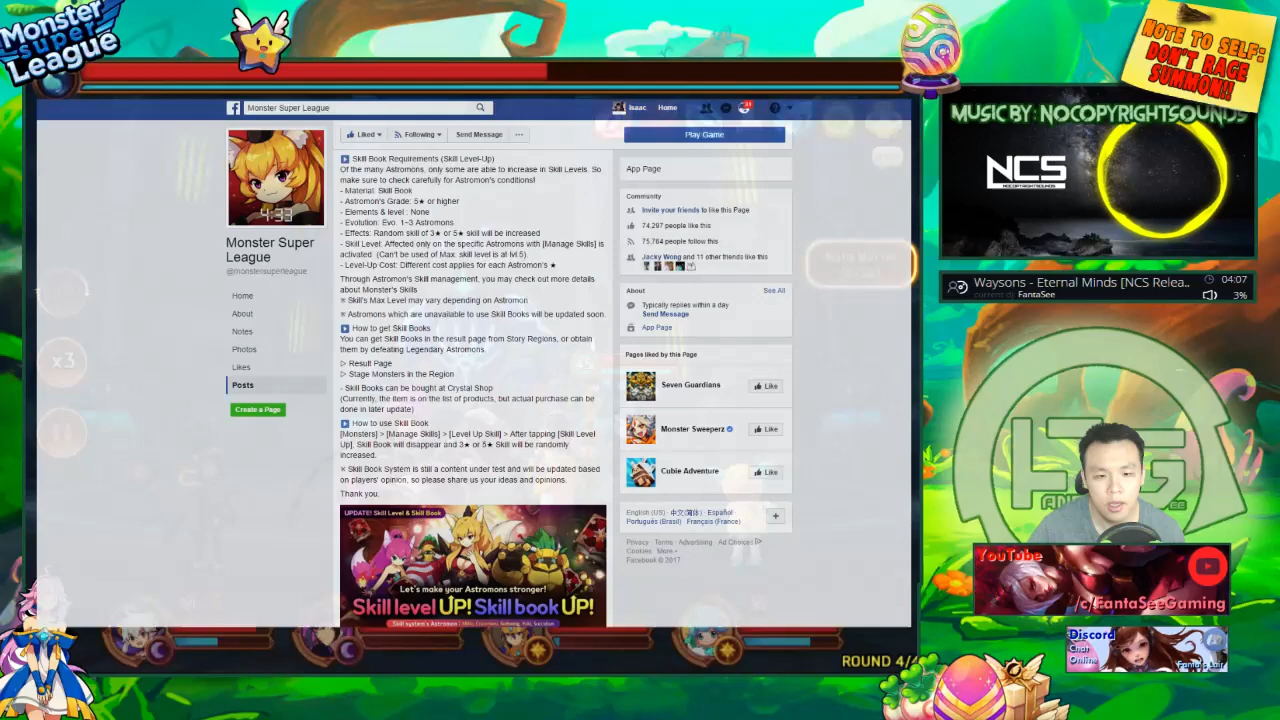 Monster
Super
League
NOTE TO SELF:
DON'T RAGE
SUMMON!!
Monster Super League
Isaac
Home
31
Liked
Following
Send Message
Play Game
4:33
Monster Super
League
@monstersuperleague
Home
About
Notes
Photos
Likes
Posts
Create a Page
Skill Book Requirements (Skill Level-Up)
Of the many Astromons, only some are able to increase in Skill Levels. So
make sure to check carefully for Astromon's conditions!
- Material: Skill Book
- Astromon's Grade: 5★ or higher
- Elements & level : None
- Evolution: Evo. 1~3 Astromons
- Effects: Random skill of 3★ or 5★ skill will be increased
- Skill Level: Affected only on the specific Astromons with [Manage Skills] is
activated (Can't be used of Max. skill level is at lvl.5)
- Level-Up Cost: Different cost applies for each Astromon's ★
Through Astromon's Skill management, you may check out more details
about Monster's Skills
※ Skill's Max Level may vary depending on Astromon
※ Astromons which are unavailable to use Skill Books will be updated soon.
How to get Skill Books
You can get Skill Books in the result page from Story Regions, or obtain
them by defeating Legendary Astromons.
▷ Result Page
▷ Stage Monsters in the Region
- Skill Books can be bought at Crystal Shop
(Currently, the item is on the list of products, but actual purchase can be
done in later update)
How to use Skill Book
[Monsters] > [Manage Skills] > [Level Up Skill] > After tapping [Skill Level
Up], Skill Book will disappear and 3★ or 5★ Skill will be randomly
increased.
※ Skill Book System is still a content under test and will be updated based
on players' opinion, so please share us your ideas and opinions.
Thank you.
UPDATE! Skill Level & Skill Book
Let's make your Astromons stronger!
Skill level UP! Skill book UP!
App Page
Community
Invite your friends to like this Page
74,297 people like this
75,764 people follow this
Jacky Wong and 11 other friends like this
About
See All
Typically replies within a day
Send Message
App Page
Pages liked by this Page
Seven Guardians
Like
Monster Sweeperz
Like
Cubie Adventure
Like
English (US) · 中文(简体) · Español ·
Português (Brasil) · Français (France)
Privacy · Terms · Advertising · Ad Choices
Cookies · More
Facebook © 2017
x3
ROUND 4/4
MUSIC BY : NOCOPYRIGHTSOUNDS
NCS
NOCOPYRIGHTSOUNDS
Waysons - Eternal Minds [NCS Relea..
04:07
current dj FantaSee
3%
YouTube
/c/FantaSeeGaming
Discord
Chat
Online
Fanta's Lair